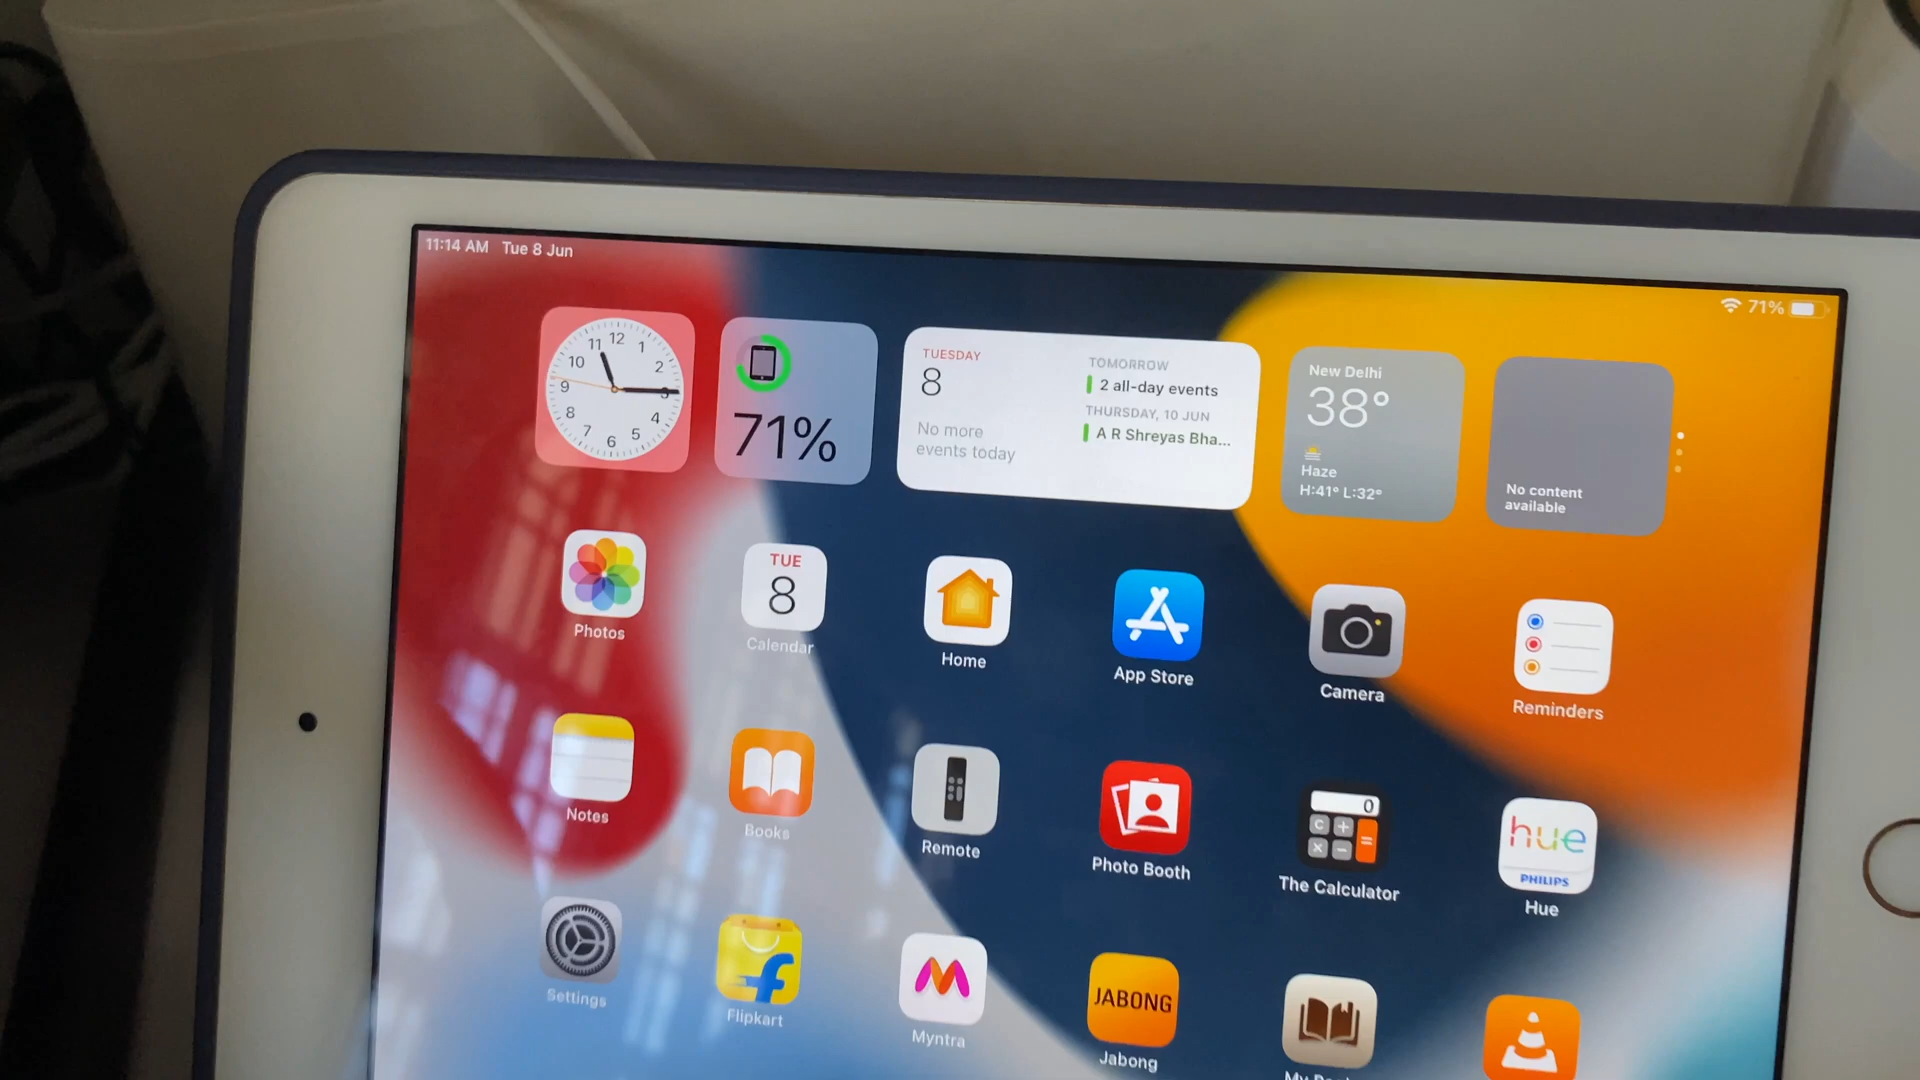 11:14 AM Tue 8 Jun
71%
12
11 1
10 2
9 3
8 4
7 5
6
71%
TUESDAY
8
No more
events today
TOMORROW
2 all-day events
THURSDAY, 10 JUN
A R Shreyas Bha...
New Delhi
38°
Haze
H:41° L:32°
No content
available
Photos
TUE
8
Calendar
Home
App Store
Camera
Reminders
Notes
Books
Remote
Photo Booth
0
C +
× − =
The Calculator
hue
PHILIPS
Hue
Settings
f
Flipkart
Myntra
JABONG
Jabong